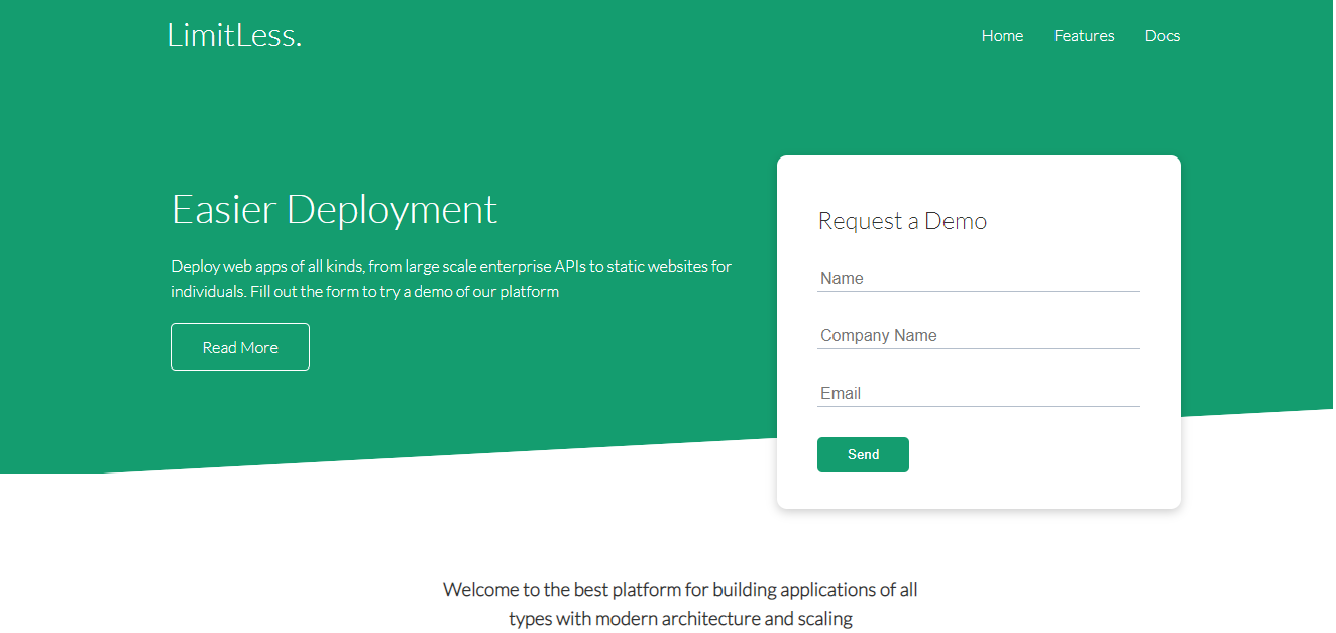 LimitLess.
Home Features Docs
Easier Deployment
Deploy web apps of all kinds, from large scale enterprise APIs to static websites for
individuals. Fill out the form to try a demo of our platform
Read More
Request a Demo
Name
Company Name
Email
Send
Welcome to the best platform for building applications of all
types with modern architecture and scaling